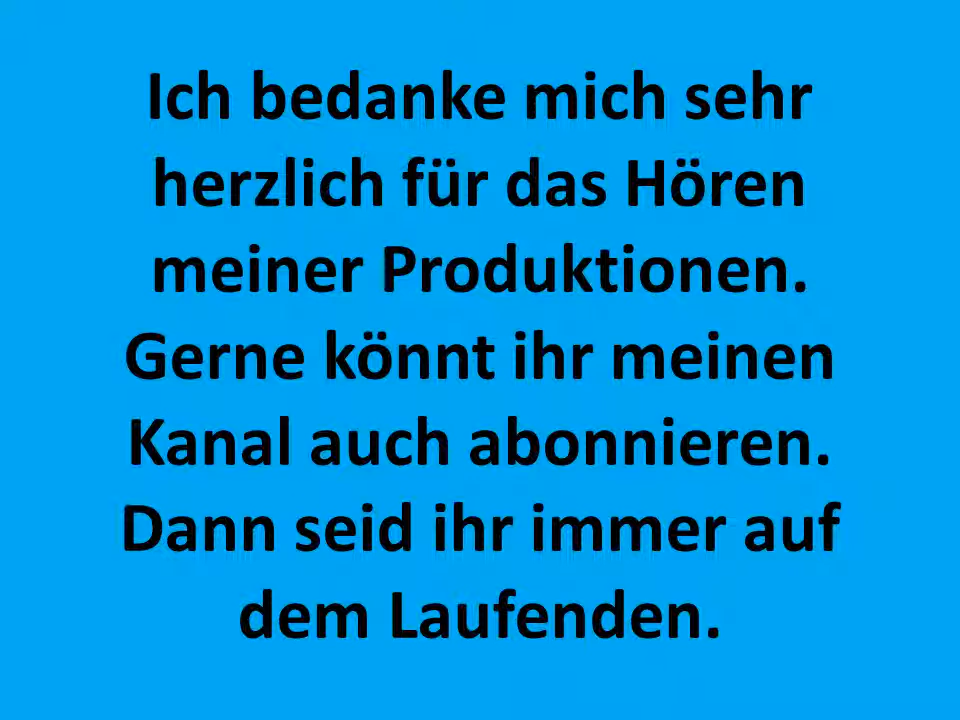 Ich bedanke mich sehr
herzlich für das Hören
meiner Produktionen.
Gerne könnt ihr meinen
Kanal auch abonnieren.
Dann seid ihr immer auf
dem Laufenden.